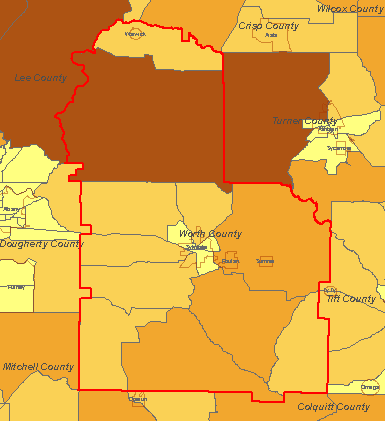 Wilcox County
Crisp County
Arabi
Warwick
Lee County
Turner County
Ashburn
Sycamore
Albany
Worth County
Dougherty County
Sylvester
Poulan
Sumner
Putney
Ty Ty
Tift County
Mitchell County
Omega
Doerun
Colquitt County